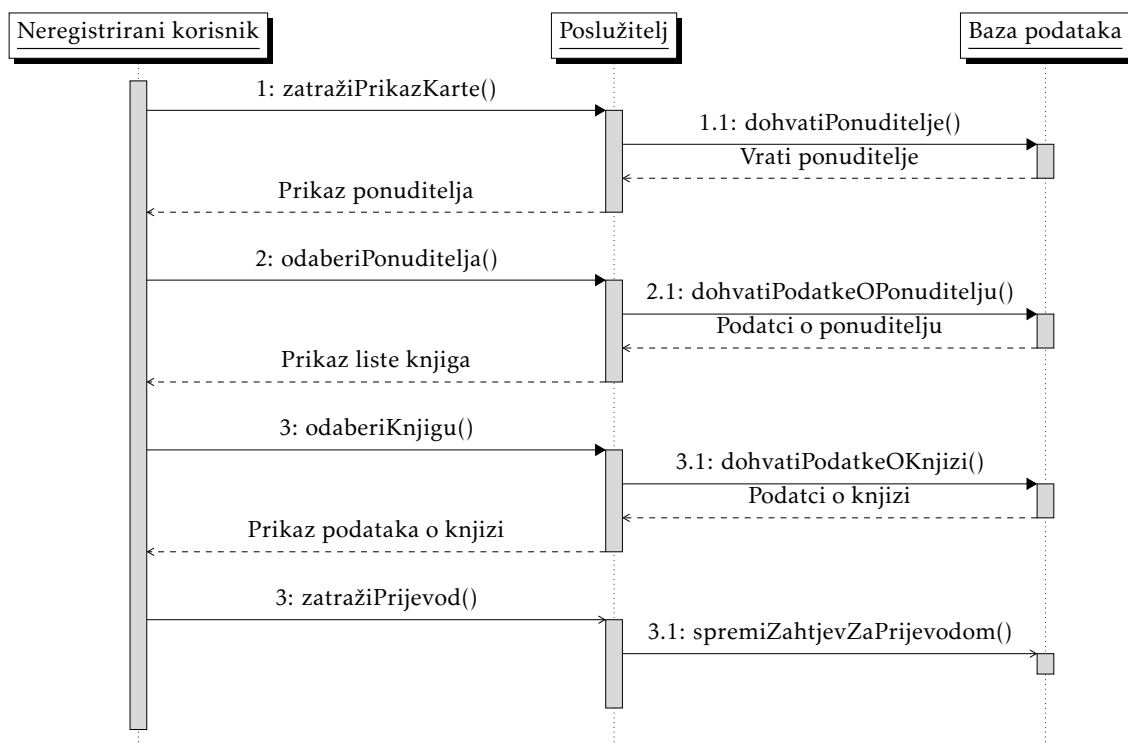 Neregistrirani korisnik
Poslužitelj
Baza podataka
1: zatražiPrikazKarte()
1.1: dohvatiPonuditelje()
Vrati ponuditelje
Prikaz ponuditelja
2: odaberiPonuditelja()
2.1: dohvatiPodatkeOPonuditelju()
Podatci o ponuditelju
Prikaz liste knjiga
3: odaberiKnjigu()
3.1: dohvatiPodatkeOKnjizi()
Podatci o knjizi
Prikaz podataka o knjizi
3: zatražiPrijevod()
3.1: spremiZahtjevZaPrijevodom()